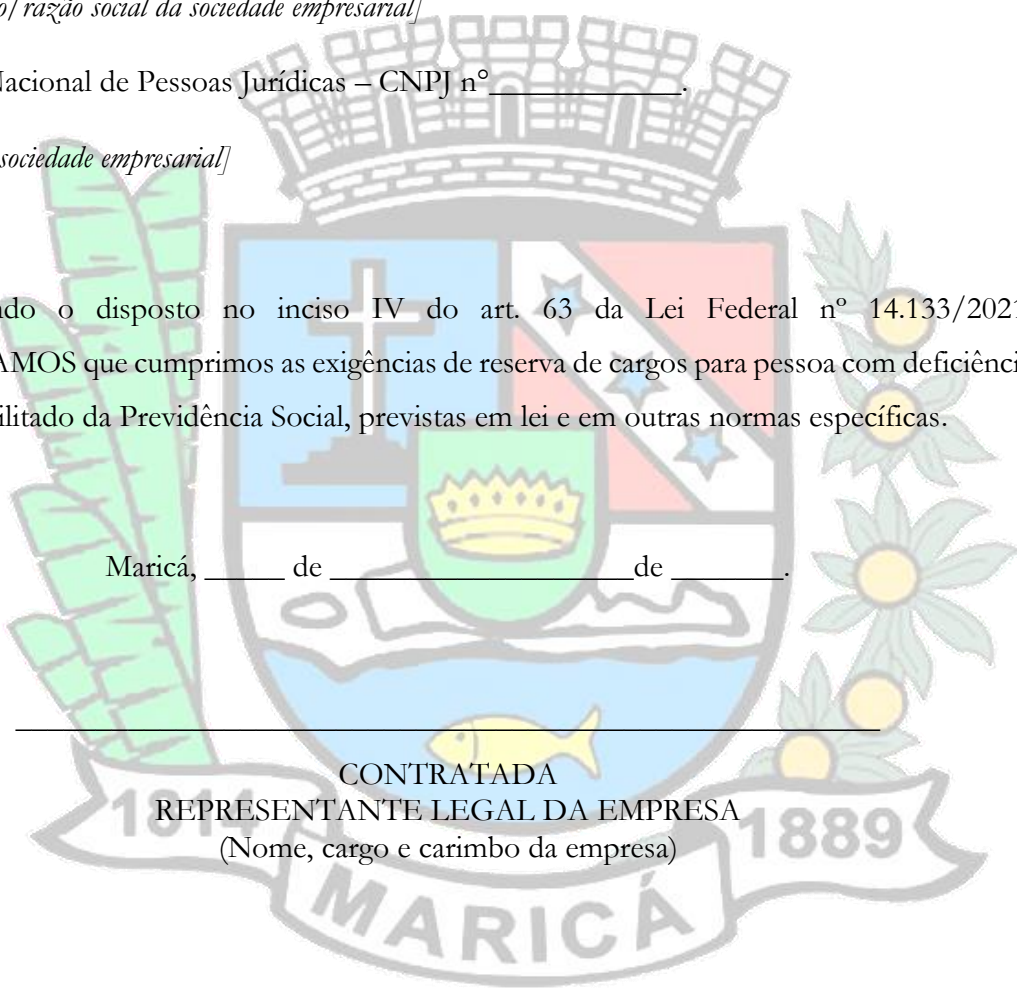 o/razão social da sociedade empresarial]
Nacional de Pessoas Jurídicas – CNPJ n°____________.
sociedade empresarial]
ndo o disposto no inciso IV do art. 63 da Lei Federal nº 14.133/2021
AMOS que cumprimos as exigências de reserva de cargos para pessoa com deficiênci
ilitado da Previdência Social, previstas em lei e em outras normas específicas.
Maricá, _____ de ___________________de _______.
CONTRATADA
REPRESENTANTE LEGAL DA EMPRESA
(Nome, cargo e carimbo da empresa)
1814
1889
MARICÁ